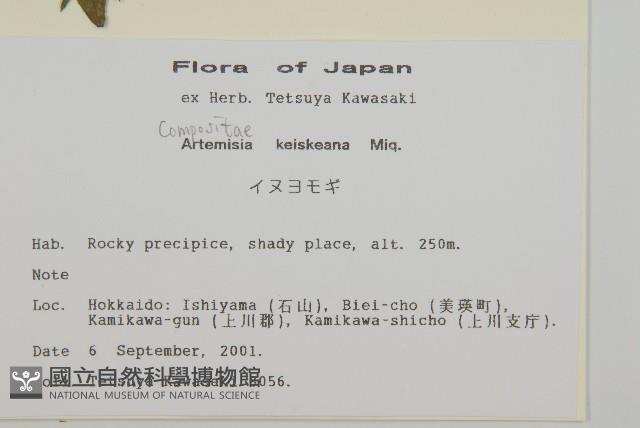 Flora of Japan
ex Herb. Tetsuya Kawasaki
Compositae
Artemisia keiskeana Miq.
イヌヨモギ
Hab. Rocky precipice, shady place, alt. 250m.
Note
Loc. Hokkaido: Ishiyama (石山), Biei-cho (美瑛町),
Kamikawa-gun (上川郡), Kamikawa-shicho (上川支庁).
Date 6 September, 2001.
Tetsuya Kawasaki
國立自然科學博物館
NATIONAL MUSEUM OF NATURAL SCIENCE